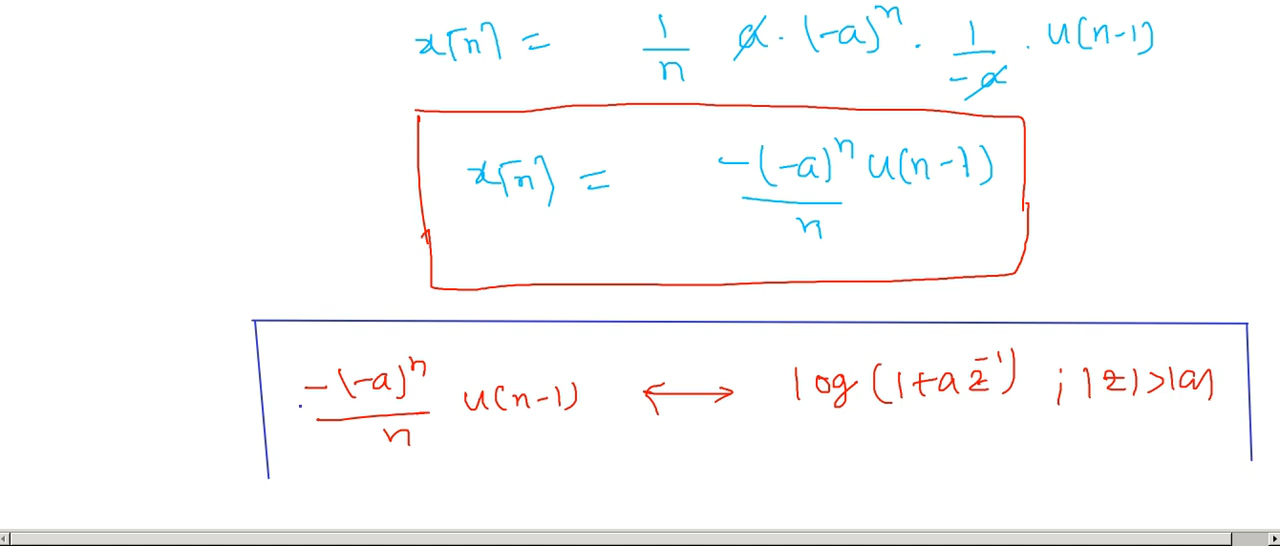 x[n] = 1/n a · (-a)^n · 1/-a · u(n-1)
x[n] = -(-a)^n u(n-1) / n
-(-a)^n / n u(n-1) ↔ log(1+az^-1) ; |z|>|a|